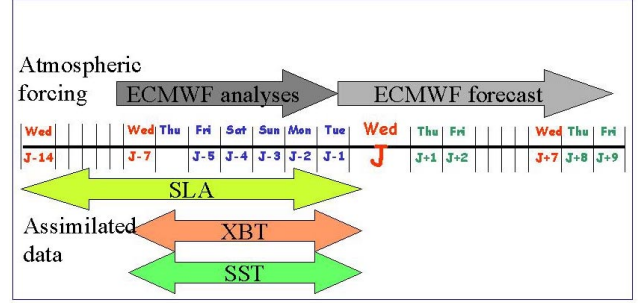 Atmospheric
forcing
ECMWF analyses
ECMWF forecast
Wed Wed Thu Fri Sat Sun Mon Tue Wed Thu Fri Wed Thu Fri
J-14 J-7 J-5 J-4 J-3 J-2 J-1 J J+1 J+2 J+7 J+8 J+9
SLA
Assimilated
data
XBT
SST